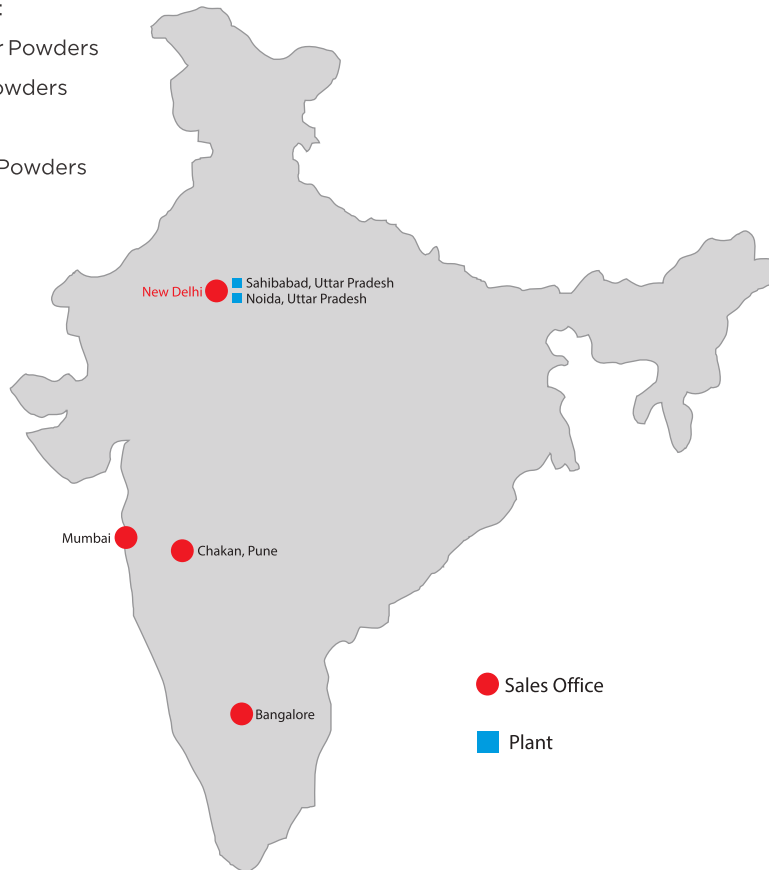 :
r Powders
owders
Powders
Sahibabad, Uttar Pradesh
New Delhi
Noida, Uttar Pradesh
Mumbai
Chakan, Pune
Sales Office
Bangalore
Plant